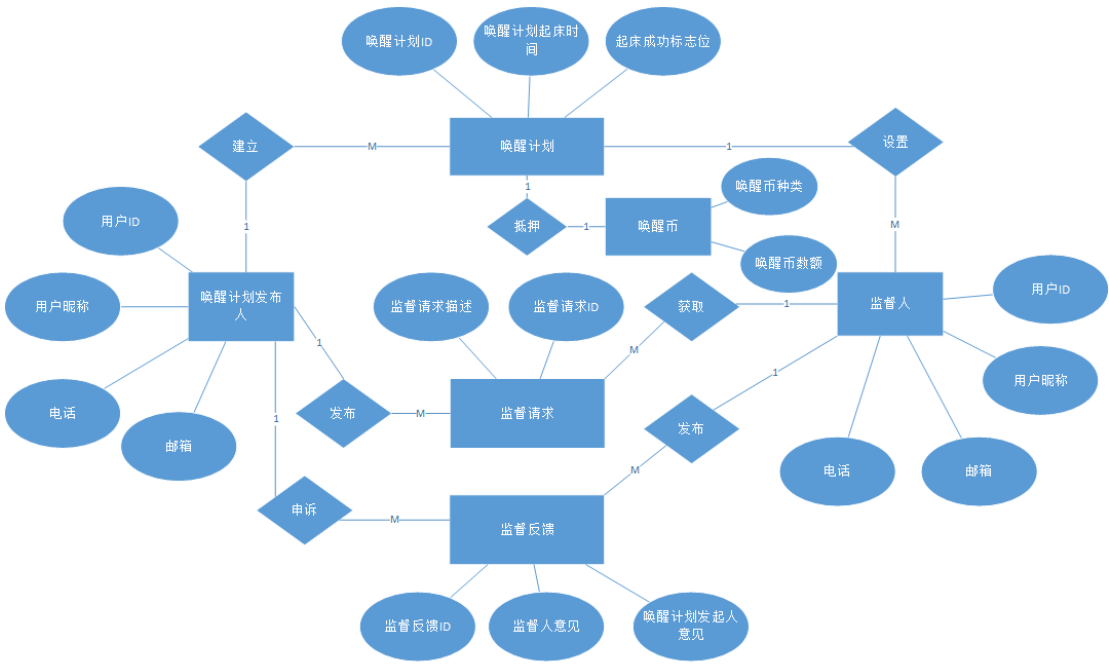 唤醒计划ID
唤醒计划起床时
间
起床成功标志位
建立
M
唤醒计划
1
设置
1
唤醒币种类
用户ID
1
抵押
1
唤醒币
M
唤醒币数额
唤醒计划发布
人
用户昵称
监督请求描述
监督请求ID
获取
1
监督人
用户ID
1
M
1
用户昵称
电话
发布
M
监督请求
发布
1
邮箱
M
电话
邮箱
申诉
M
监督反馈
监督反馈ID
监督人意见
唤醒计划发起人
意见